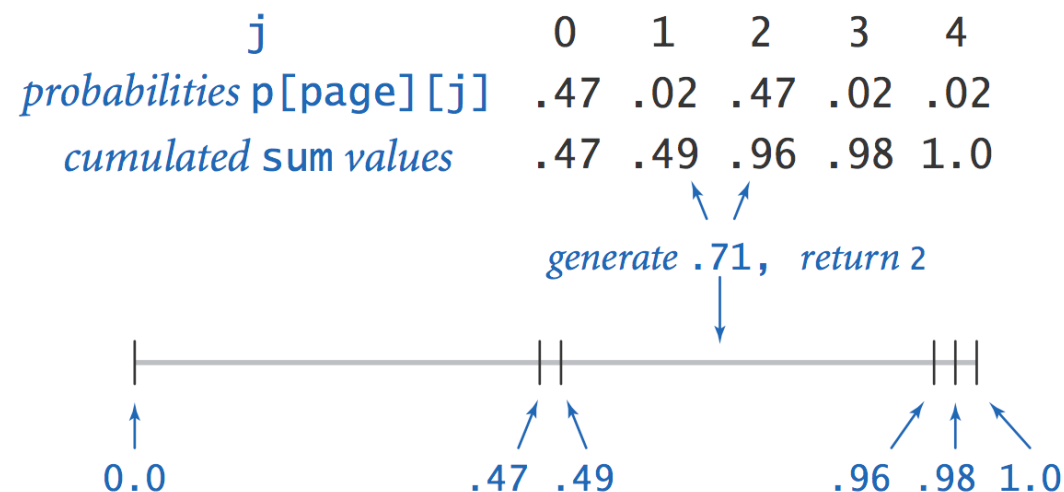 j 0 1 2 3 4
probabilities p[page][j] .47 .02 .47 .02 .02
cumulated sum values .47 .49 .96 .98 1.0
generate .71, return 2
0.0 .47 .49 .96 .98 1.0